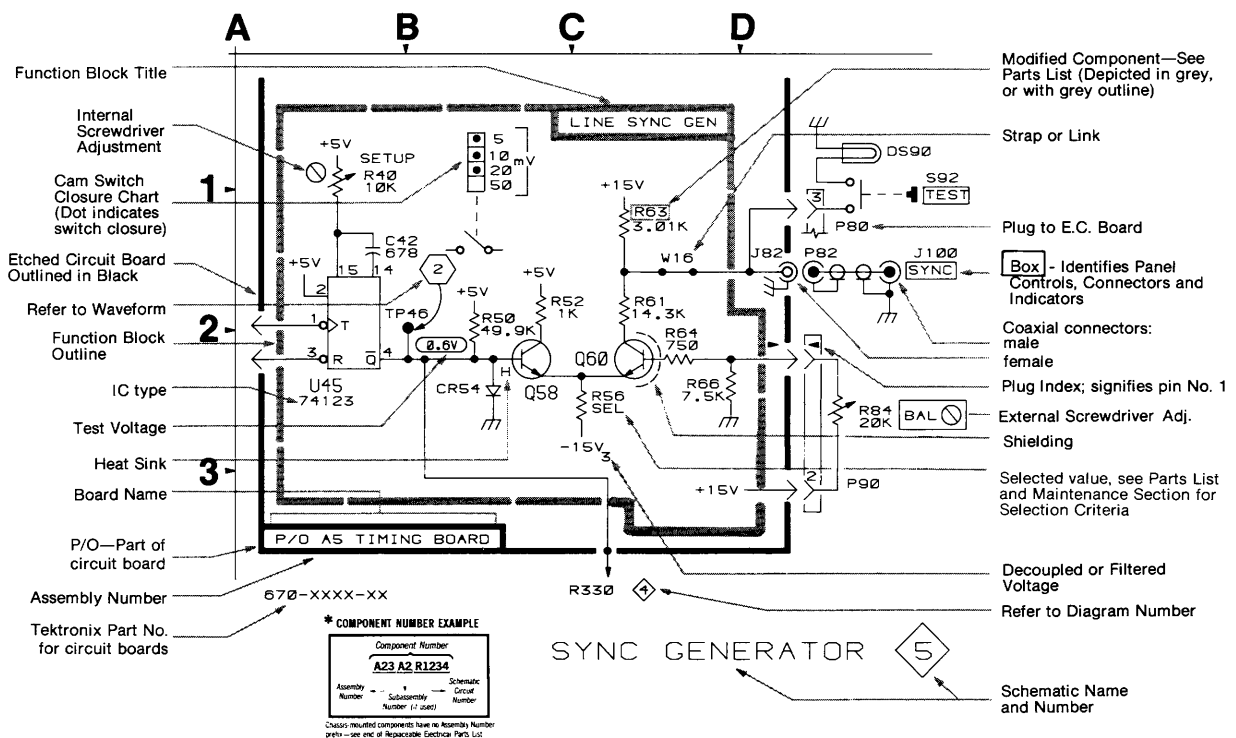 A B C D
Function Block Title
Internal
Screwdriver
Adjustment
Cam Switch
Closure Chart
(Dot indicates
switch closure)
Etched Circuit Board
Outlined in Black
Refer to Waveform
Function Block
Outline
IC type
Test Voltage
Heat Sink
Board Name
P/O—Part of
circuit board
Assembly Number
Tektronix Part No.
for circuit boards
1
2
3
LINE SYNC GEN
+5V
SETUP
R40
10K
5
10
20
50
mV
C42
678
+5V
15 14
2
1
T
3
R
Q̅
4
U45
74123
2
TP46
+5V
R50
49.9K
0.6V
CR54
H
+5V
R52
1K
Q58
Q60
R56
SEL
-15V3
+15V
R63
3.01K
W16
R61
14.3K
R64
750
R66
7.5K
+15V
DS90
S92
TEST
3
P80
J82 P82
J100
SYNC
R84
20K
BAL
2
P90
P/O A5 TIMING BOARD
670-XXXX-XX
R330 4
* COMPONENT NUMBER EXAMPLE
Component Number
A23 A2 R1234
Assembly
Number
Subassembly
Number (if used)
Schematic
Circuit
Number
Chassis-mounted components have no Assembly Number
prefix—see end of Replaceable Electrical Parts List
SYNC GENERATOR 5
Modified Component—See
Parts List (Depicted in grey,
or with grey outline)
Strap or Link
Plug to E.C. Board
Box - Identifies Panel
Controls, Connectors and
Indicators
Coaxial connectors:
male
female
Plug Index; signifies pin No. 1
External Screwdriver Adj.
Shielding
Selected value, see Parts List
and Maintenance Section for
Selection Criteria
Decoupled or Filtered
Voltage
Refer to Diagram Number
Schematic Name
and Number